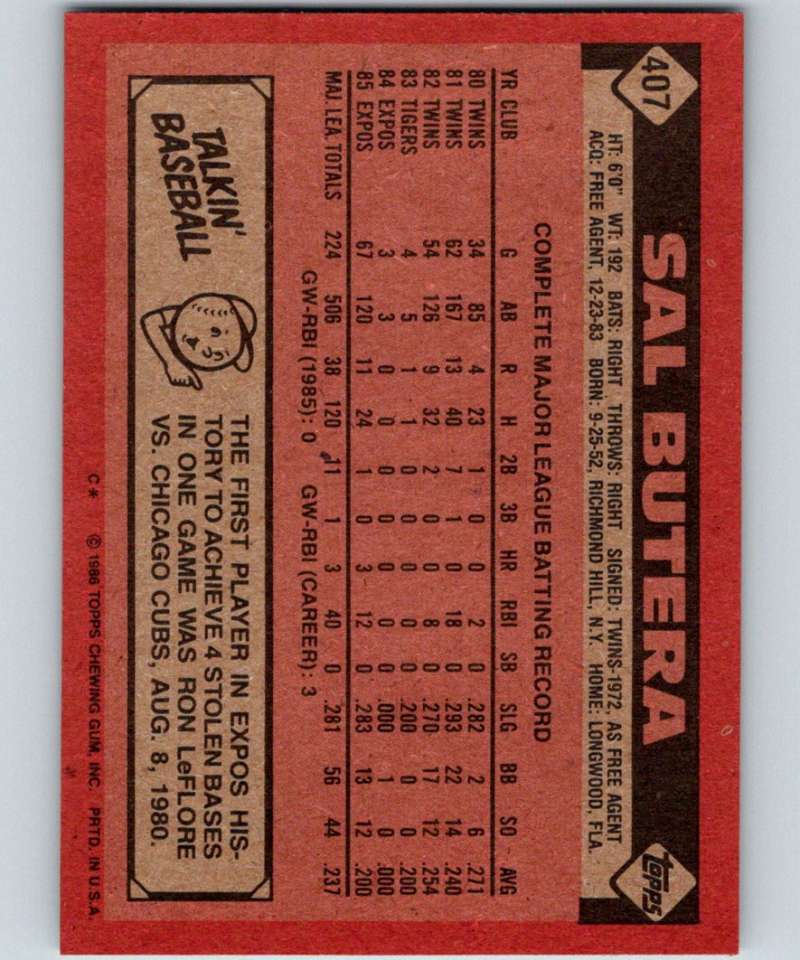 407
SAL BUTERA
topps
HT: 6'0" WT: 192 BATS: RIGHT THROWS: RIGHT SIGNED: TWINS-1972, AS FREE AGENT
ACQ: FREE AGENT, 12-23-83 BORN: 9-25-52, RICHMOND HILL, N.Y. HOME: LONGWOOD, FLA.
COMPLETE MAJOR LEAGUE BATTING RECORD
YR CLUB G AB R H 2B 3B HR RBI SB SLG BB SO AVG
80 TWINS 34 85 4 23 1 0 0 2 0 .282 2 6 .271
81 TWINS 62 167 13 40 7 1 0 18 0 .293 22 14 .240
82 TWINS 54 126 9 32 2 0 0 8 0 .270 17 12 .254
83 TIGERS 4 5 1 1 0 0 0 0 0 .200 0 0 .200
84 EXPOS 3 3 0 0 0 0 0 0 0 .000 1 0 .000
85 EXPOS 67 120 11 24 1 0 3 12 0 .283 13 12 .200
MAJ. LEA. TOTALS 224 506 38 120 11 1 3 40 0 .281 56 44 .237
GW-RBI (1985): 0 GW-RBI (CAREER): 3
TALKIN'
BASEBALL
THE FIRST PLAYER IN EXPOS HIS-
TORY TO ACHIEVE 4 STOLEN BASES
IN ONE GAME WAS RON LeFLORE
VS. CHICAGO CUBS, AUG. 8, 1980.
C* © 1986 TOPPS CHEWING GUM, INC. PRTD. IN U.S.A.